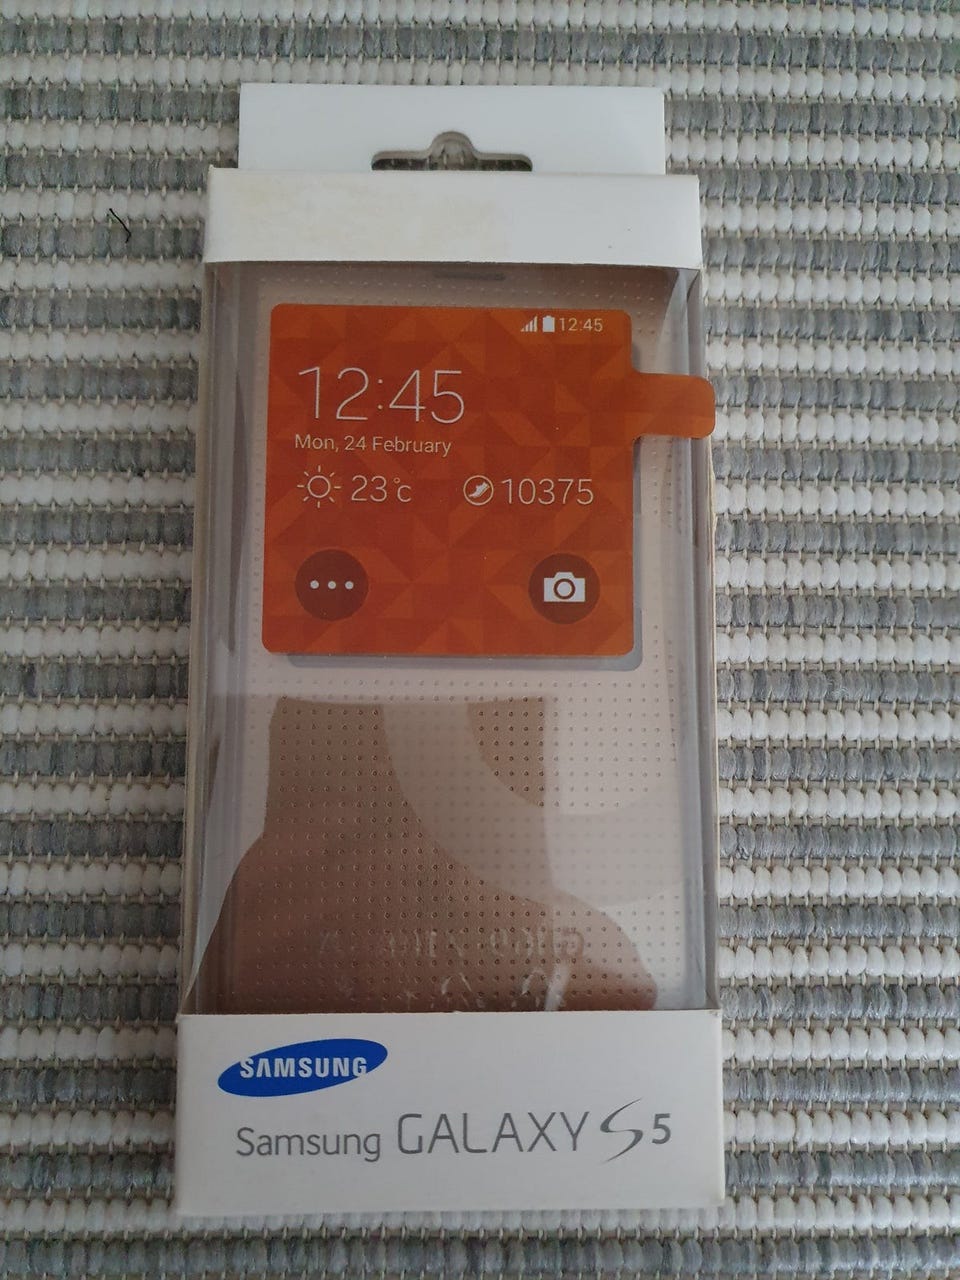 12:45
12:45
Mon, 24 February
23°c 10375
SAMSUNG
Samsung GALAXY S5